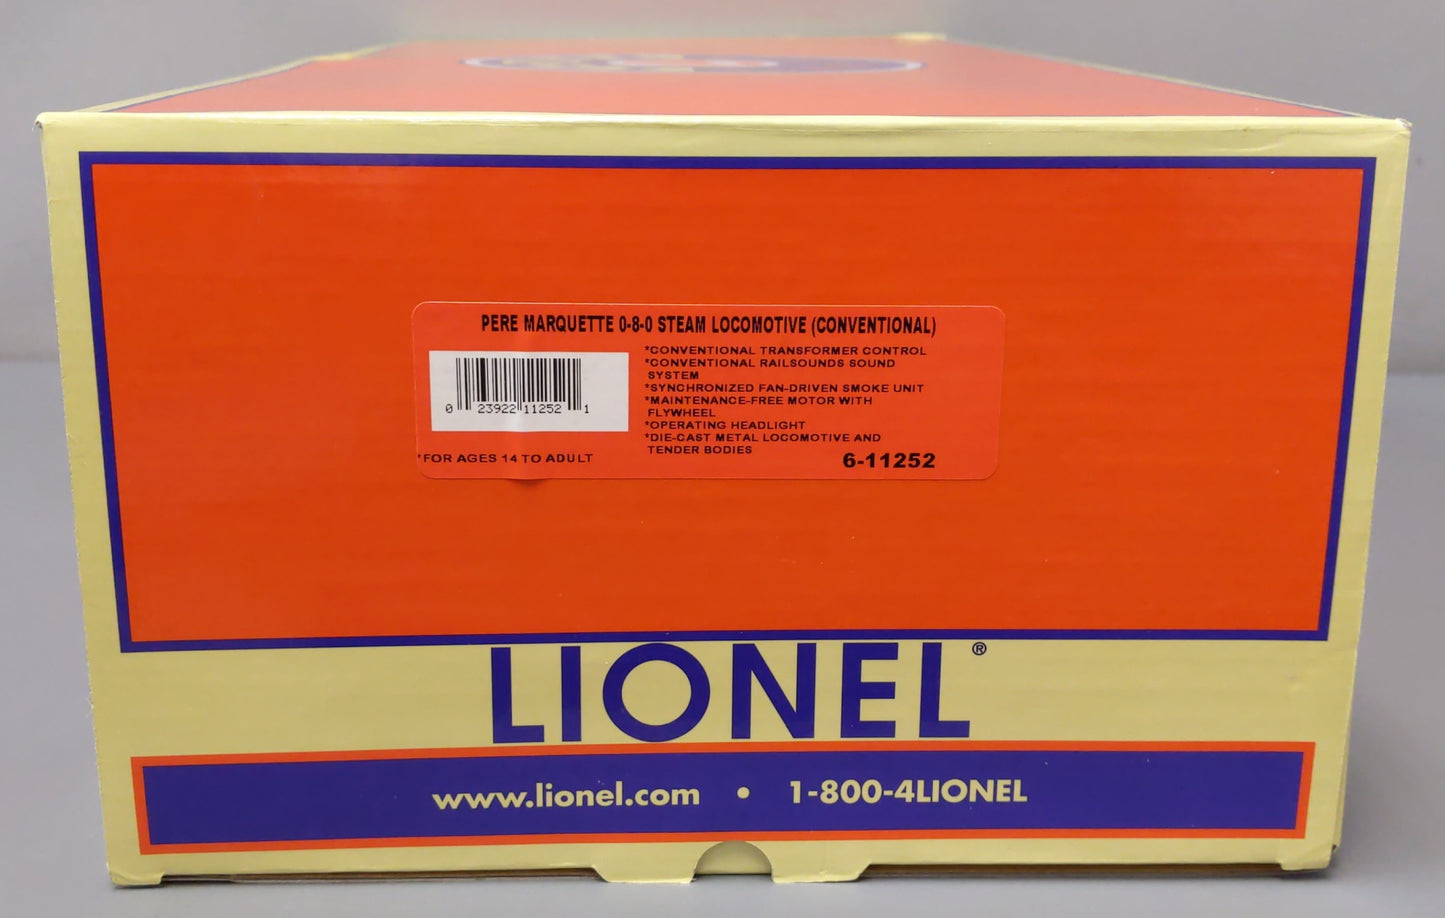 PERE MARQUETTE 0-8-0 STEAM LOCOMOTIVE (CONVENTIONAL)
*CONVENTIONAL TRANSFORMER CONTROL
*CONVENTIONAL RAILSOUNDS SOUND
SYSTEM
*SYNCHRONIZED FAN-DRIVEN SMOKE UNIT
*MAINTENANCE-FREE MOTOR WITH
FLYWHEEL
*OPERATING HEADLIGHT
*DIE-CAST METAL LOCOMOTIVE AND
TENDER BODIES
0 23922 11252 1
*FOR AGES 14 TO ADULT
6-11252
LIONEL®
www.lionel.com • 1-800-4LIONEL